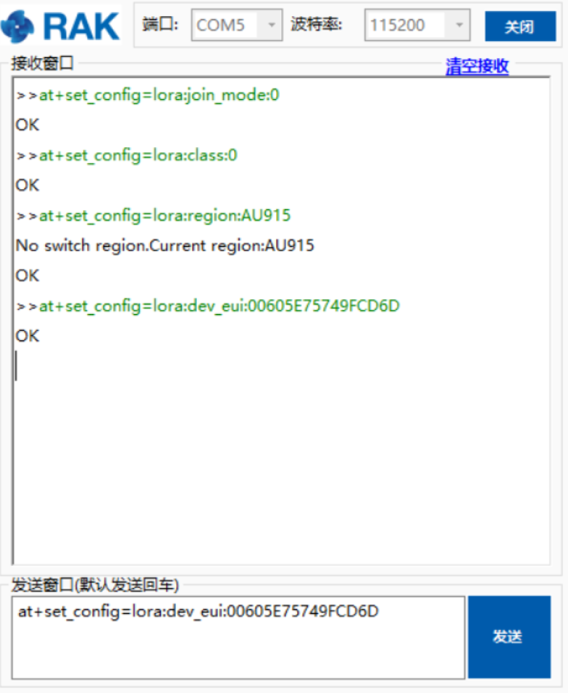 RAK 端口: COM5 波特率: 115200 关闭
接收窗口 清空接收
>>at+set_config=lora:join_mode:0
OK
>>at+set_config=lora:class:0
OK
>>at+set_config=lora:region:AU915
No switch region.Current region:AU915
OK
>>at+set_config=lora:dev_eui:00605E75749FCD6D
OK
发送窗口(默认发送回车)
at+set_config=lora:dev_eui:00605E75749FCD6D
发送